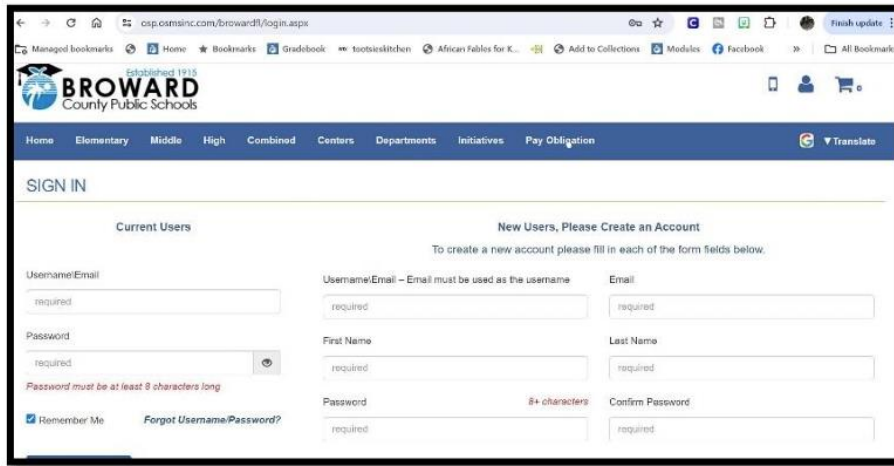 osp.osmsinc.com/browardfl/login.aspx
Finish update
Managed bookmarks Home Bookmarks Gradebook tootsieskitchen African Fables for K... Add to Collections Modules Facebook » All Bookmark
Established 1915
BROWARD
County Public Schools
0
Home Elementary Middle High Combined Centers Departments Initiatives Pay Obligation G ▼Translate
SIGN IN
Current Users
New Users, Please Create an Account
To create a new account please fill in each of the form fields below.
Username\Email
Username\Email – Email must be used as the username
Email
required
required
required
Password
First Name
Last Name
required
required
required
Password must be at least 8 characters long
Password 8+ characters Confirm Password
Remember Me Forgot Username/Password?
required
required